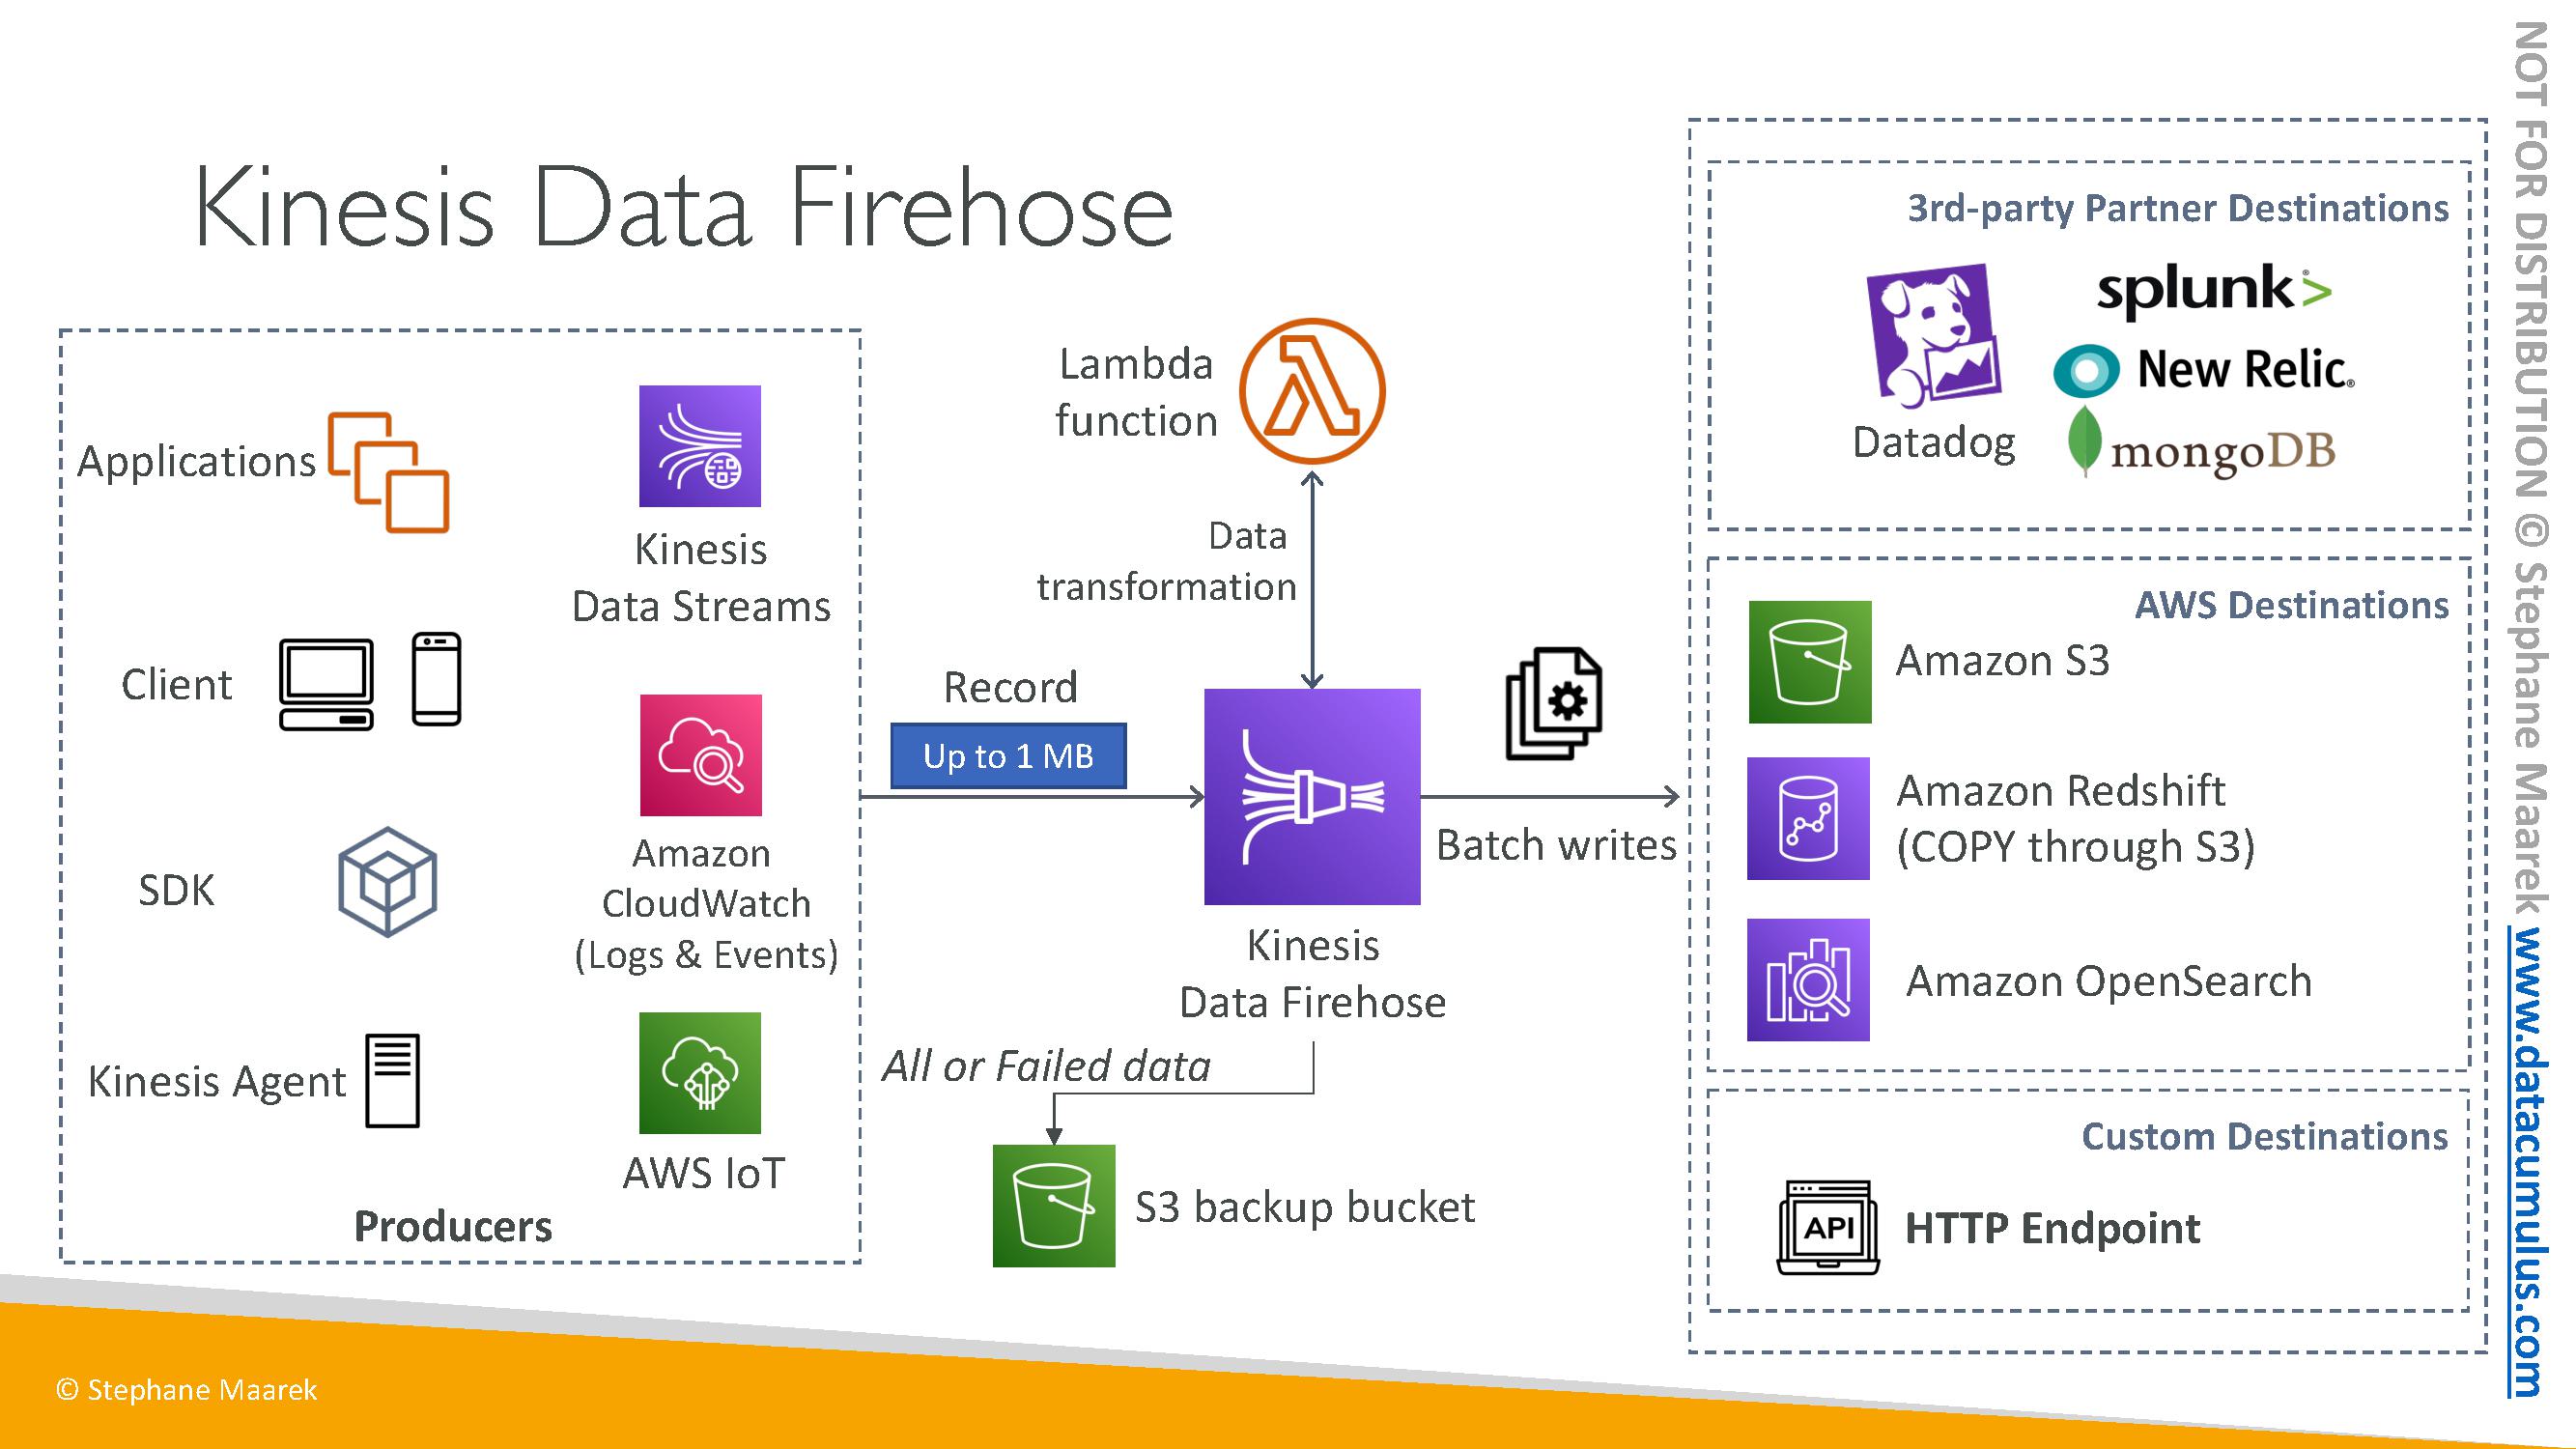 Kinesis Data Firehose
Applications
Client
SDK
Kinesis Agent
Kinesis
Data Streams
Amazon
CloudWatch
(Logs & Events)
AWS IoT
Producers
Record
Up to 1 MB
Lambda
function
Data
transformation
Kinesis
Data Firehose
All or Failed data
S3 backup bucket
Batch writes
3rd-party Partner Destinations
Datadog
splunk>
New Relic®
mongoDB
AWS Destinations
Amazon S3
Amazon Redshift
(COPY through S3)
Amazon OpenSearch
Custom Destinations
API
HTTP Endpoint
© Stephane Maarek
NOT FOR DISTRIBUTION © Stephane Maarek www.datacumulus.com